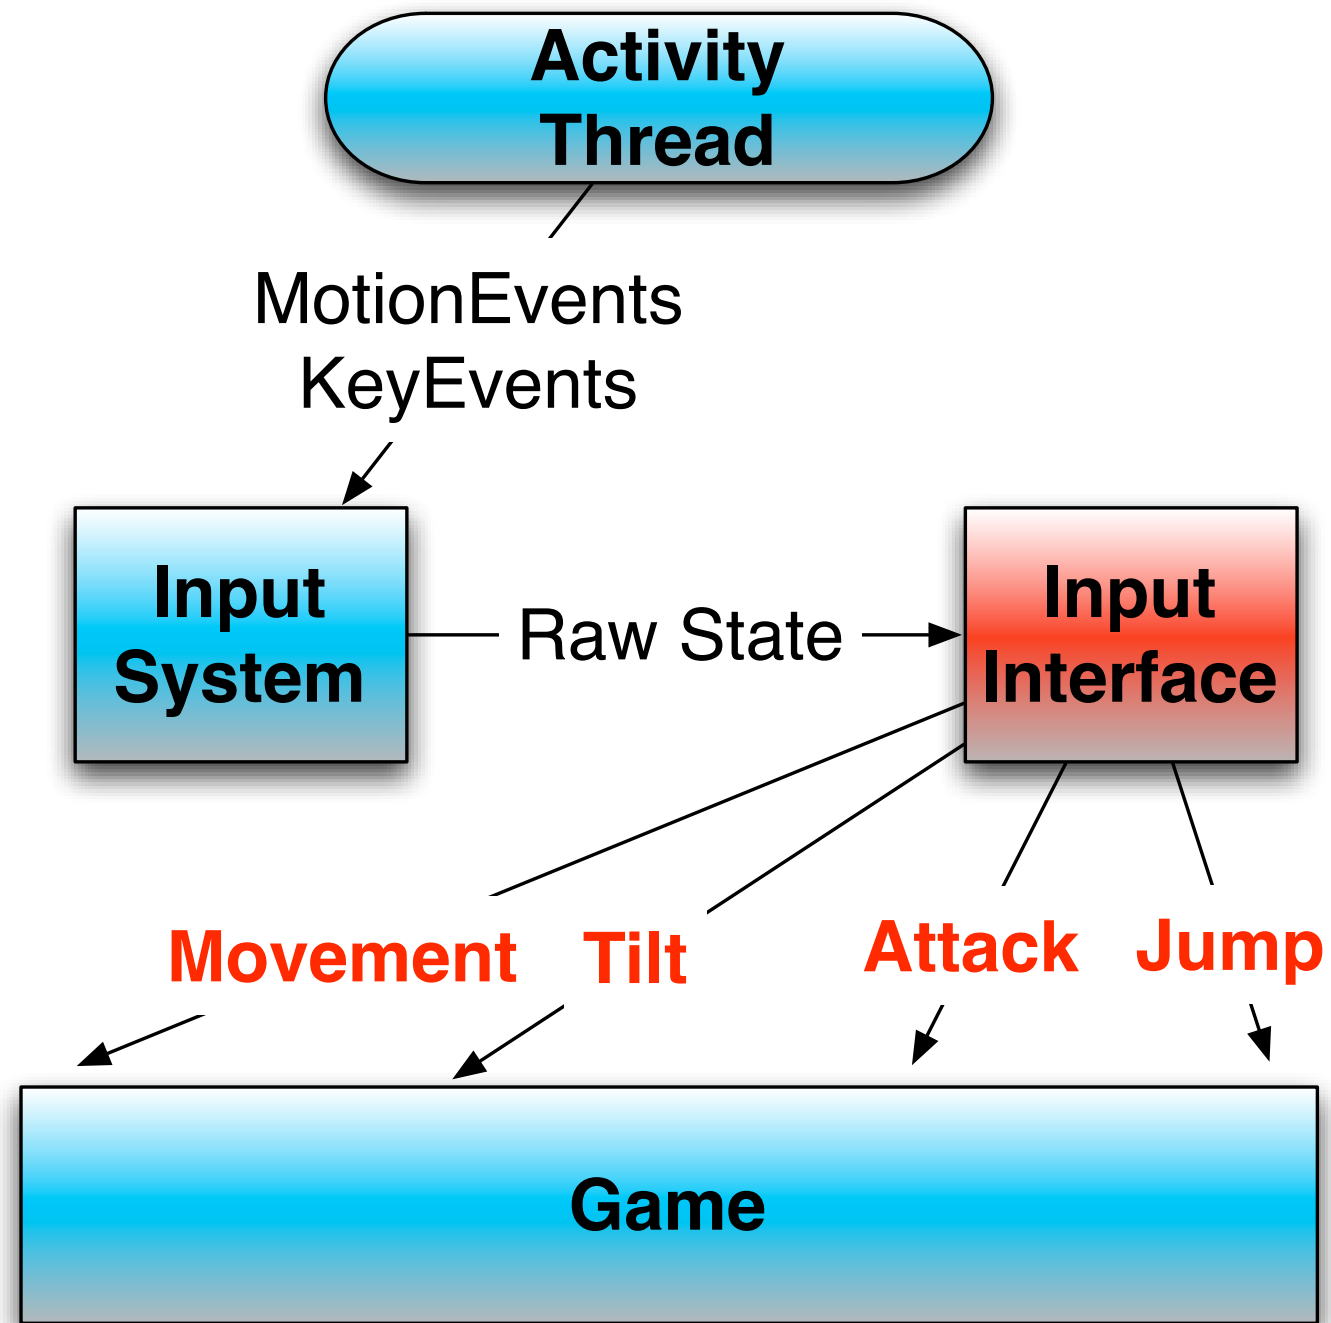 Activity
Thread
MotionEvents
KeyEvents
Input
System
Raw State
Input
Interface
Movement
Tilt
Attack
Jump
Game